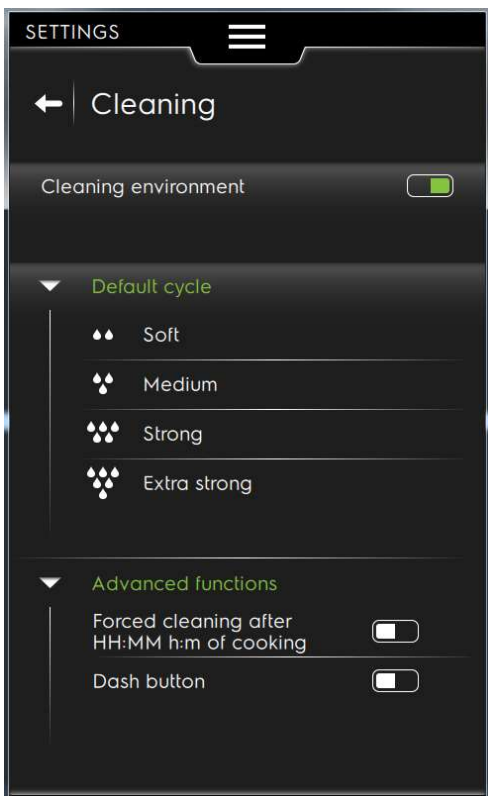 SETTINGS
Cleaning
Cleaning environment
Default cycle
Soft
Medium
Strong
Extra strong
Advanced functions
Forced cleaning after
HH:MM h:m of cooking
Dash button